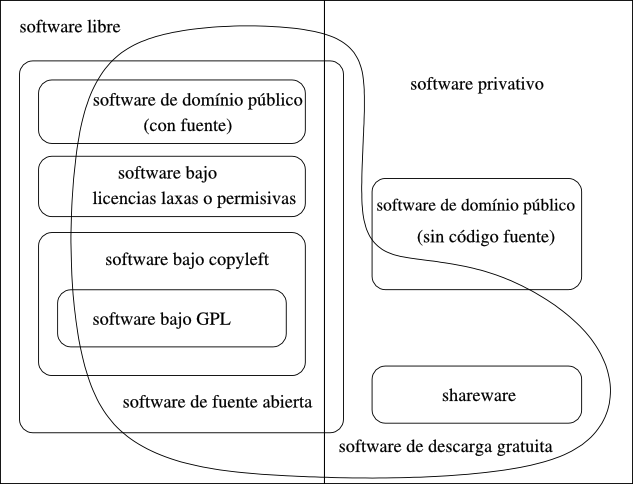 software libre
software de domínio público
(con fuente)
software bajo
licencias laxas o permisivas
software bajo copyleft
software bajo GPL
software de fuente abierta
software privativo
software de domínio público
(sin código fuente)
shareware
software de descarga gratuita